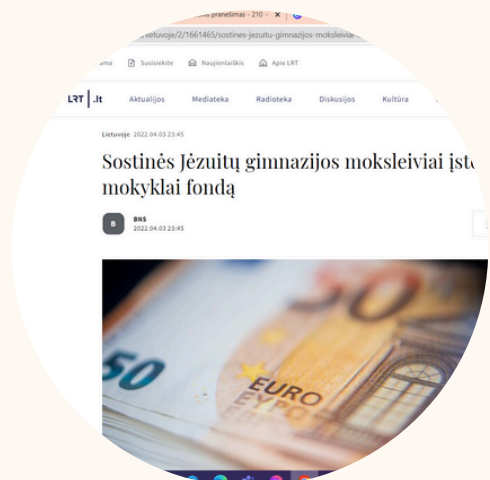 pranešimas - 210
lietuvoje/2/1661465/sostines-jezuitu-gimnazijos-moksleiviai
Susisiekite Naujienlaiškis Apie LRT
LRT .lt Aktualijos Mediateka Radioteka Diskusijos Kultūra
Lietuvoje 2022.04.03 23:45
Sostinės Jėzuitų gimnazijos moksleiviai įst
mokyklai fondą
B BNS
2022.04.03 23:45
50
50
EURO
ΕΥΡΩ